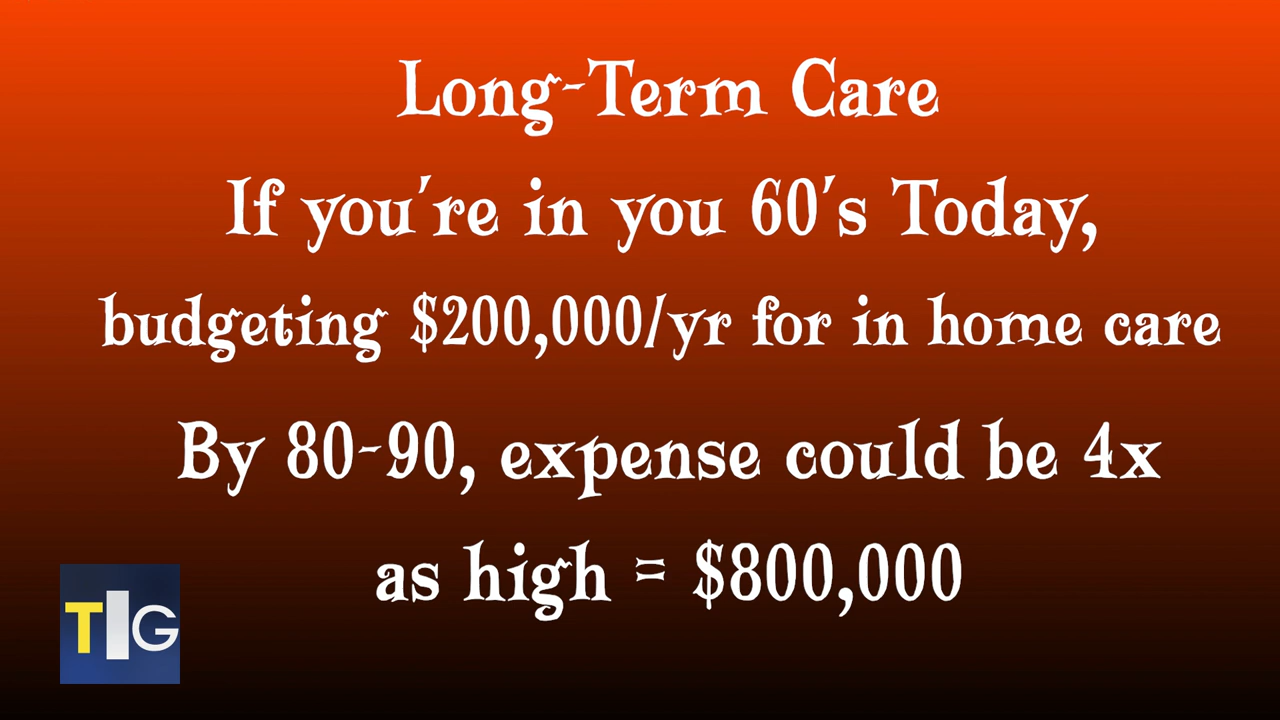 Long-Term Care
If you're in you 60's Today,
budgeting $200,000/yr for in home care
By 80-90, expense could be 4x
as high = $800,000
TIG